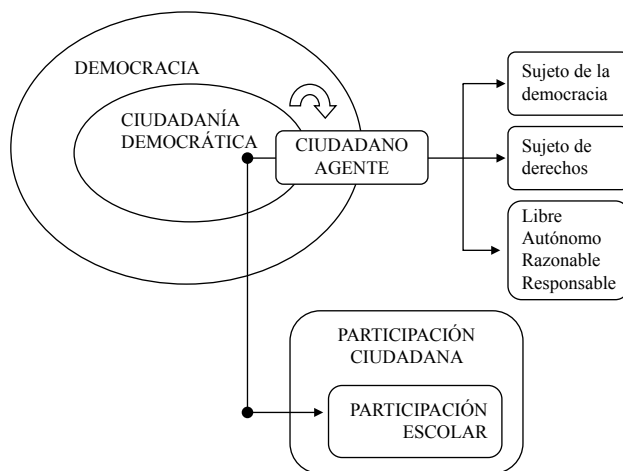 DEMOCRACIA
CIUDADANÍA
DEMOCRÁTICA
CIUDADANO
AGENTE
Sujeto de la
democracia
Sujeto de
derechos
Libre
Autónomo
Razonable
Responsable
PARTICIPACIÓN
CIUDADANA
PARTICIPACIÓN
ESCOLAR